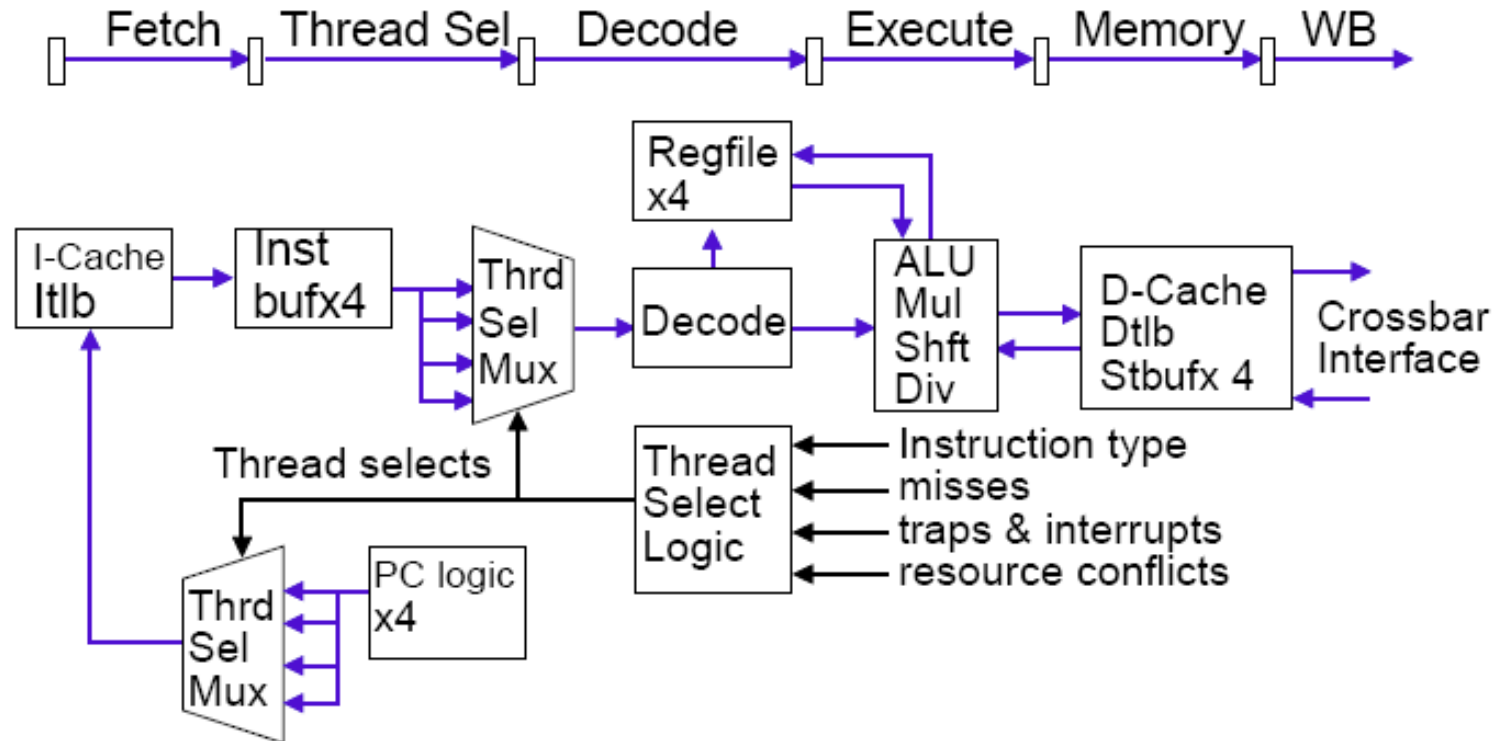 Fetch
Thread Sel
Decode
Execute
Memory
WB
Regfile
x4
I-Cache
Itlb
Inst
bufx4
Thrd
Sel
Mux
Decode
ALU
Mul
Shft
Div
D-Cache
Dtlb
Stbufx 4
Crossbar
Interface
Thread selects
Thread
Select
Logic
Instruction type
misses
traps & interrupts
resource conflicts
Thrd
Sel
Mux
PC logic
x4